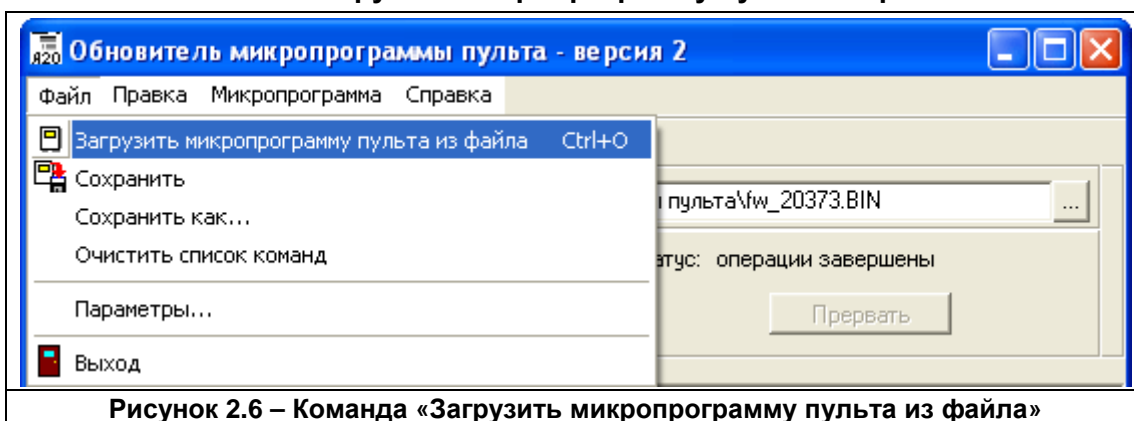 Я20 Обновитель микропрограммы пульта - версия 2
Файл Правка Микропрограмма Справка
Загрузить микропрограмму пульта из файла Ctrl+O
Сохранить
Сохранить как...
Очистить список команд
Параметры...
Выход
пульта\fw_20373.BIN ...
атус: операции завершены
Прервать
Рисунок 2.6 – Команда «Загрузить микропрограмму пульта из файла»